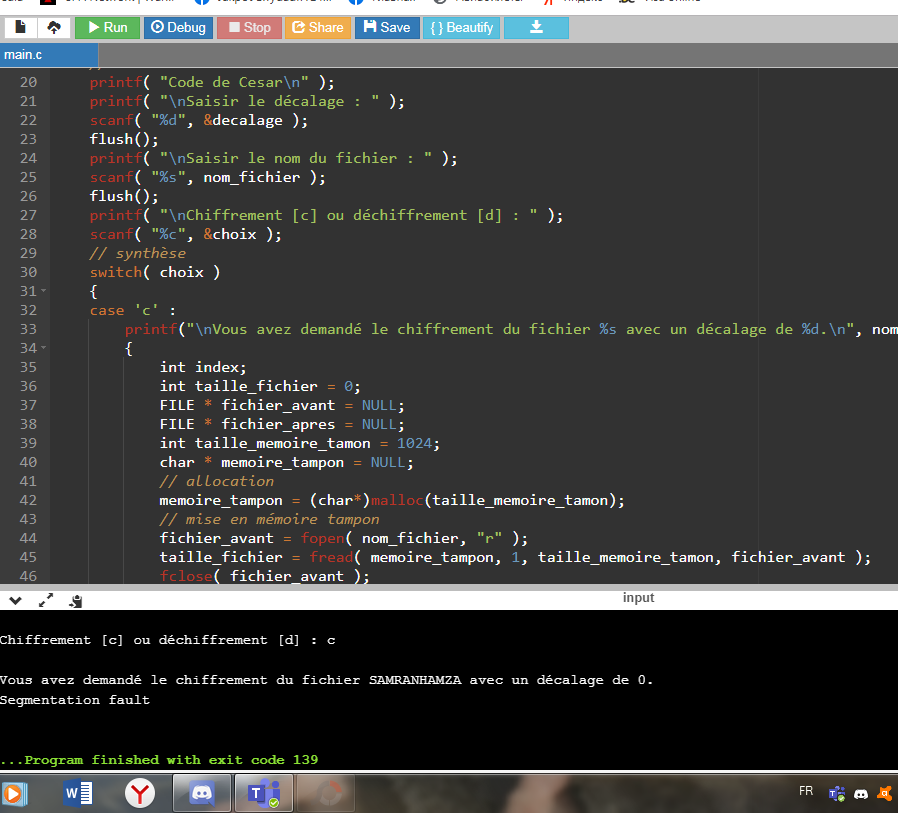 Run Debug Stop Share Save { } Beautify
main.c
20 printf( "Code de Cesar\n" );
21 printf( "\nSaisir le décalage : " );
22 scanf( "%d", &decalage );
23 flush();
24 printf( "\nSaisir le nom du fichier : " );
25 scanf( "%s", nom_fichier );
26 flush();
27 printf( "\nChiffrement [c] ou déchiffrement [d] : " );
28 scanf( "%c", &choix );
29 // synthèse
30 switch( choix )
31 {
32 case 'c' :
33 printf("\nVous avez demandé le chiffrement du fichier %s avec un décalage de %d.\n", nom
34 {
35 int index;
36 int taille_fichier = 0;
37 FILE * fichier_avant = NULL;
38 FILE * fichier_apres = NULL;
39 int taille_memoire_tamon = 1024;
40 char * memoire_tampon = NULL;
41 // allocation
42 memoire_tampon = (char*)malloc(taille_memoire_tamon);
43 // mise en mémoire tampon
44 fichier_avant = fopen( nom_fichier, "r" );
45 taille_fichier = fread( memoire_tampon, 1, taille_memoire_tamon, fichier_avant );
46 fclose( fichier_avant );
input
Chiffrement [c] ou déchiffrement [d] : c
Vous avez demandé le chiffrement du fichier SAMRANHAMZA avec un décalage de 0.
Segmentation fault
...Program finished with exit code 139
FR